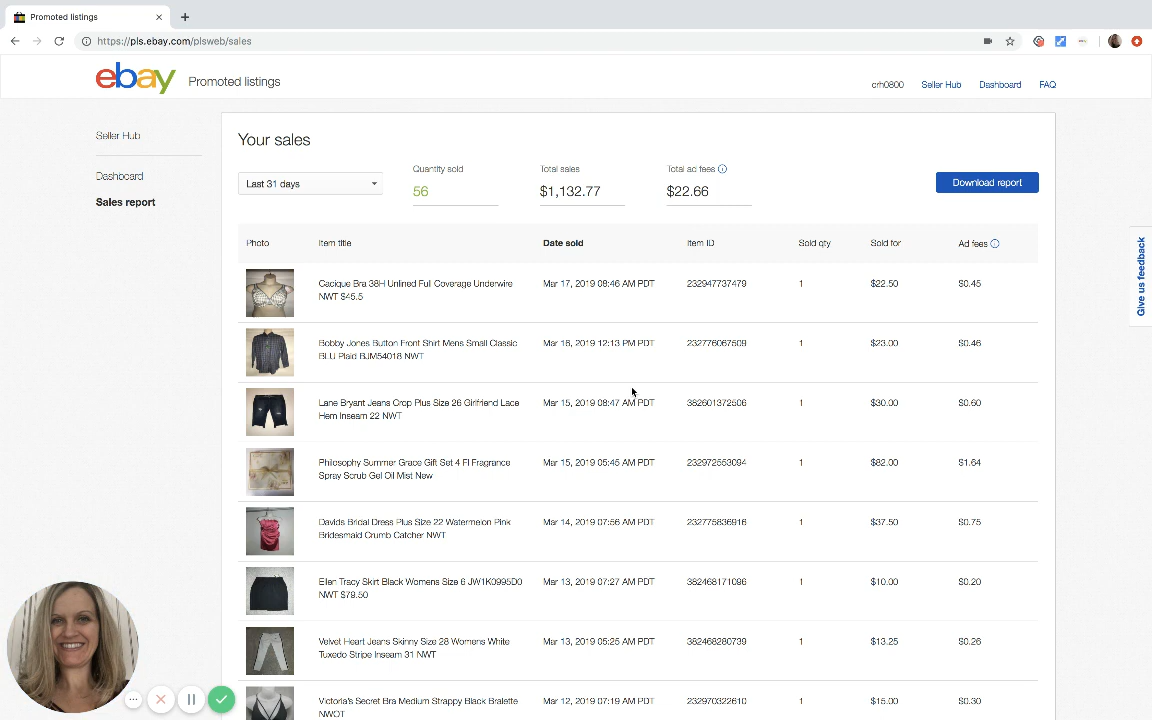 Promoted listings
https://pls.ebay.com/plsweb/sales
ebay Promoted listings
crh0800 Seller Hub Dashboard FAQ
Seller Hub
Dashboard
Sales report
Your sales
Last 31 days
Quantity sold
56
Total sales
$1,132.77
Total ad fees
$22.66
Download report
Give us feedback
Photo Item title Date sold Item ID Sold qty Sold for Ad fees
Cacique Bra 38H Unlined Full Coverage Underwire Mar 17, 2019 08:46 AM PDT 232947737479 1 $22.50 $0.45
NWT $45.5
Bobby Jones Button Front Shirt Mens Small Classic Mar 16, 2019 12:13 PM PDT 232776067509 1 $23.00 $0.46
BLU Plaid BJM54018 NWT
Lane Bryant Jeans Crop Plus Size 26 Girlfriend Lace Mar 15, 2019 08:47 AM PDT 382601372506 1 $30.00 $0.60
Hem Inseam 22 NWT
Philosophy Summer Grace Gift Set 4 Fl Fragrance Mar 15, 2019 05:45 AM PDT 232972553094 1 $82.00 $1.64
Spray Scrub Gel Oil Mist New
Davids Bridal Dress Plus Size 22 Watermelon Pink Mar 14, 2019 07:56 AM PDT 232775836916 1 $37.50 $0.75
Bridesmaid Crumb Catcher NWT
Ellen Tracy Skirt Black Womens Size 6 JW1K0995D0 Mar 13, 2019 07:27 AM PDT 382468171096 1 $10.00 $0.20
NWT $79.50
Velvet Heart Jeans Skinny Size 28 Womens White Mar 13, 2019 05:25 AM PDT 382468280739 1 $13.25 $0.26
Tuxedo Stripe Inseam 31 NWT
Victoria's Secret Bra Medium Strappy Black Bralette Mar 12, 2019 07:19 AM PDT 232970322610 1 $15.00 $0.30
NWOT